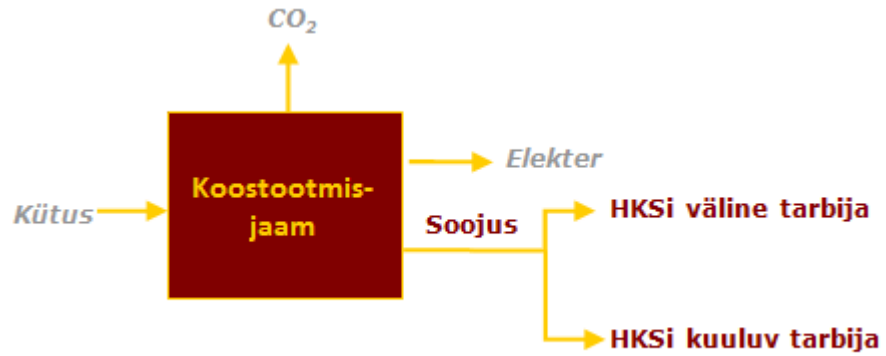 CO₂
Koostootmis-
jaam
Elekter
Kütus
Soojus
HKSi väline tarbija
HKSi kuuluv tarbija